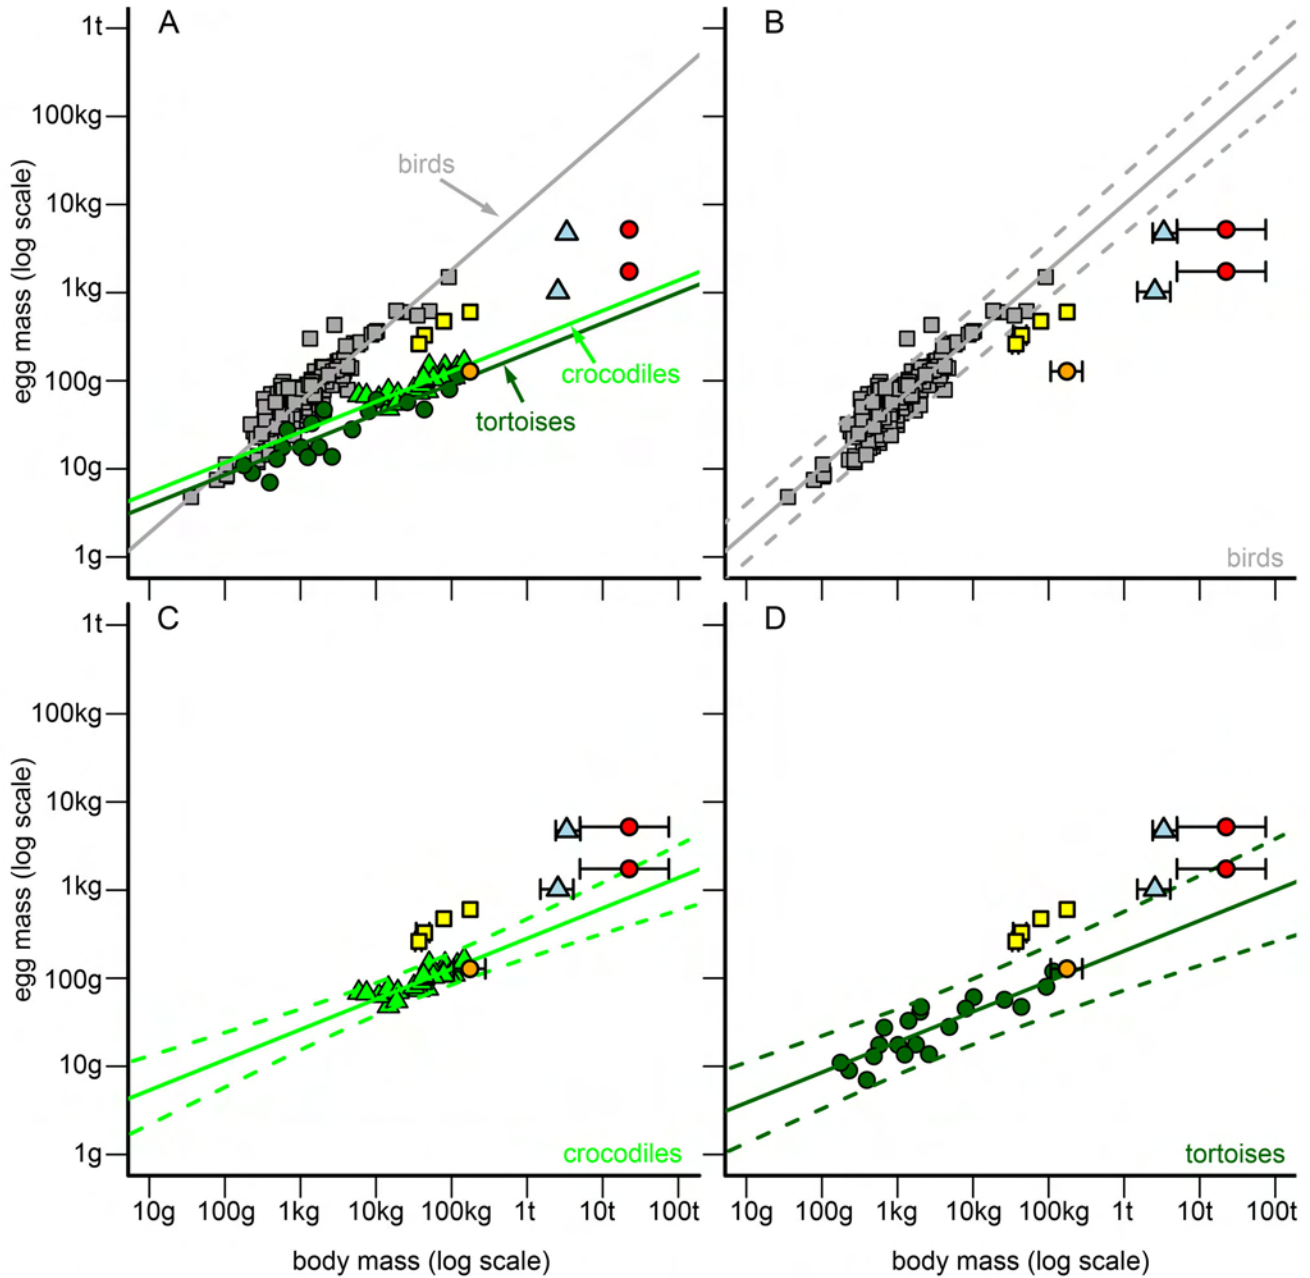 A
B
1t
100kg
10kg
1kg
100g
10g
1g
egg mass (log scale)
birds
crocodiles
tortoises
birds
C
D
1t
100kg
10kg
1kg
100g
10g
1g
egg mass (log scale)
crocodiles
tortoises
10g 100g 1kg 10kg 100kg 1t 10t 100t
10g 100g 1kg 10kg 100kg 1t 10t 100t
body mass (log scale)
body mass (log scale)